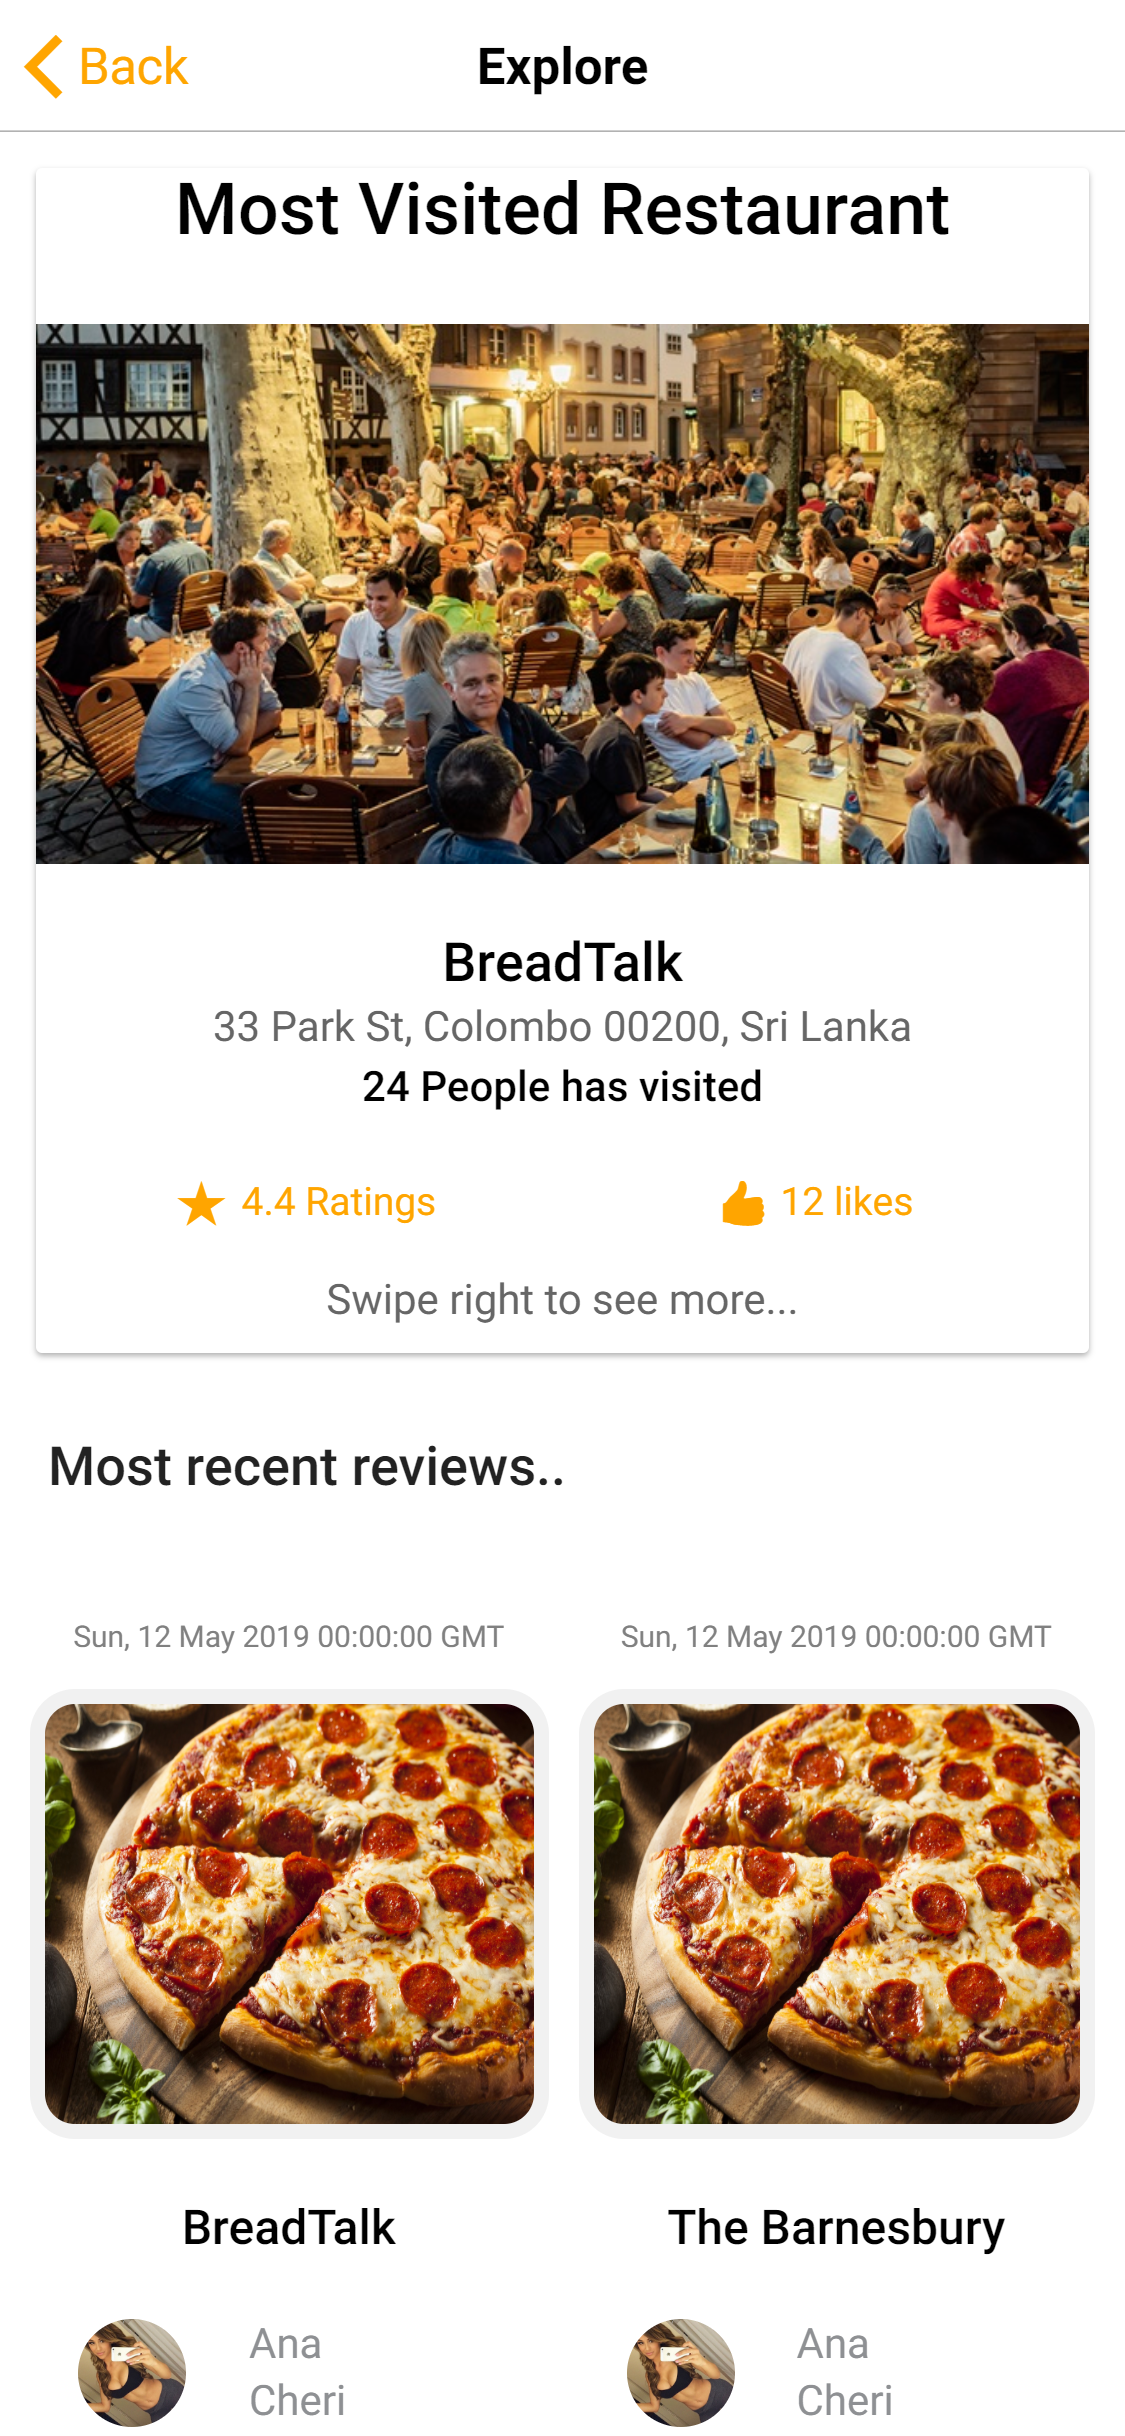 Back
Explore
Most Visited Restaurant
BreadTalk
33 Park St, Colombo 00200, Sri Lanka
24 People has visited
4.4 Ratings
12 likes
Swipe right to see more...
Most recent reviews..
Sun, 12 May 2019 00:00:00 GMT
Sun, 12 May 2019 00:00:00 GMT
BreadTalk
The Barnesbury
Ana
Cheri
Ana
Cheri